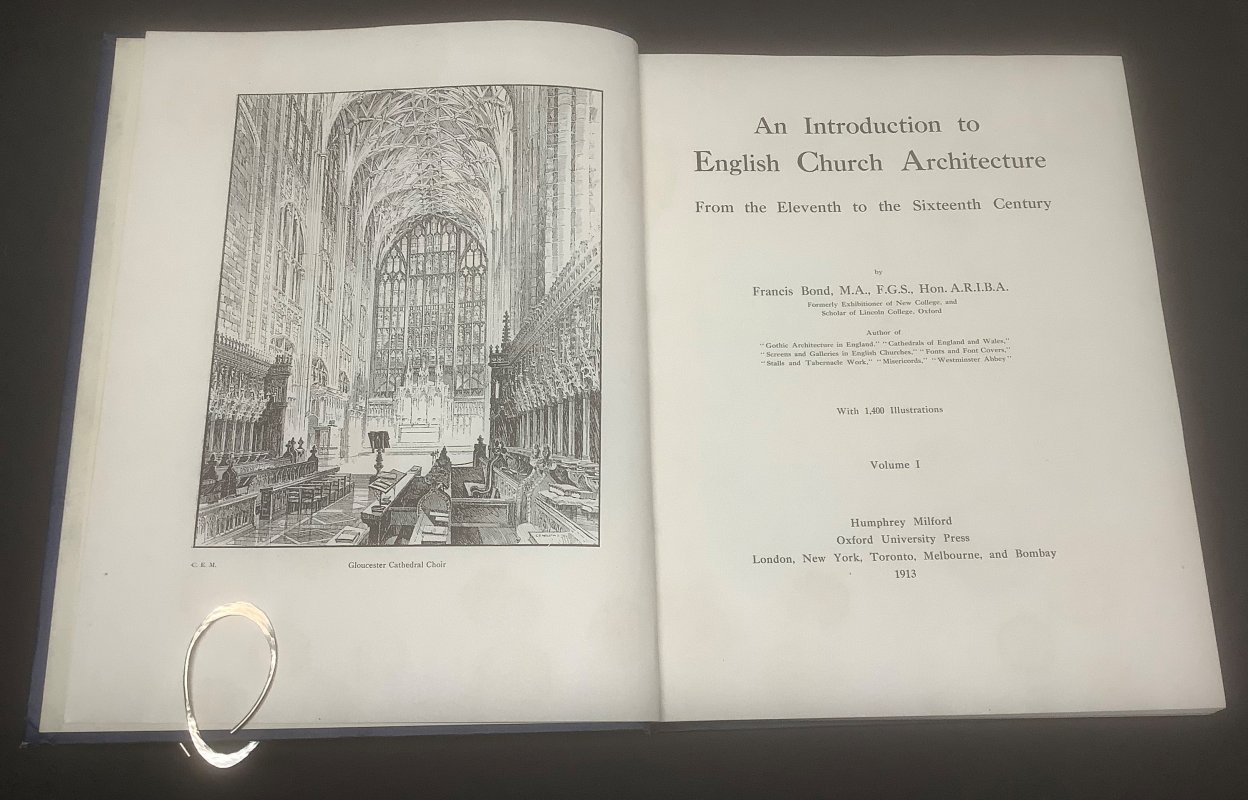 C. E. M.
Gloucester Cathedral Choir
An Introduction to
English Church Architecture
From the Eleventh to the Sixteenth Century
by
Francis Bond, M.A., F.G.S., Hon. A.R.I.B.A.
Formerly Exhibitioner of New College, and
Scholar of Lincoln College, Oxford
Author of
"Gothic Architecture in England," "Cathedrals of England and Wales,"
"Screens and Galleries in English Churches," "Fonts and Font Covers,"
"Stalls and Tabernacle Work," "Misericords," "Westminster Abbey"
With 1,400 Illustrations
Volume I
Humphrey Milford
Oxford University Press
London, New York, Toronto, Melbourne, and Bombay
1913